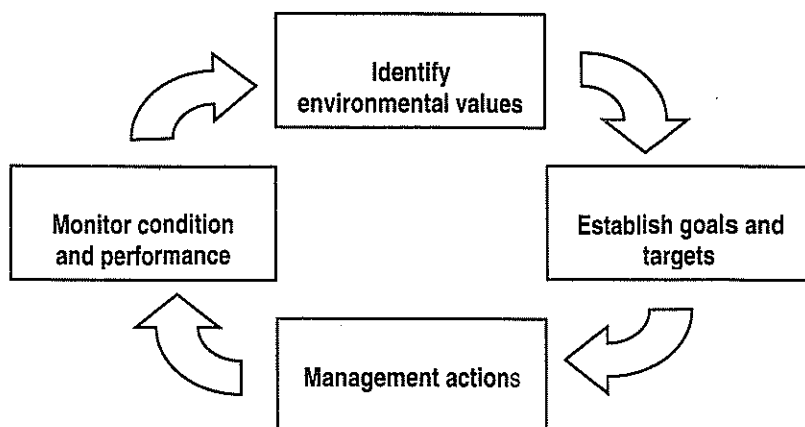 Identify
environmental values
Monitor condition
and performance
Establish goals and
targets
Management actions